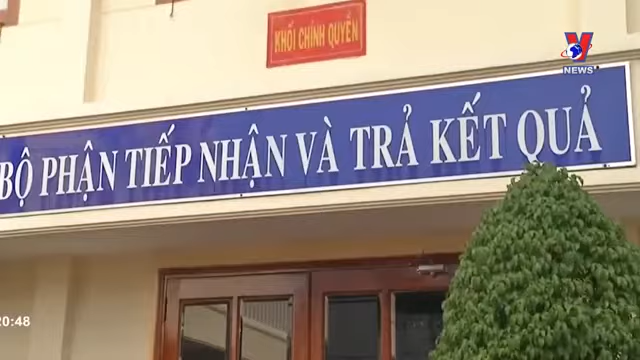 KHỐI CHÍNH QUYỀN
V
NEWS
BỘ PHẬN TIẾP NHẬN VÀ TRẢ KẾT QUẢ
20:48